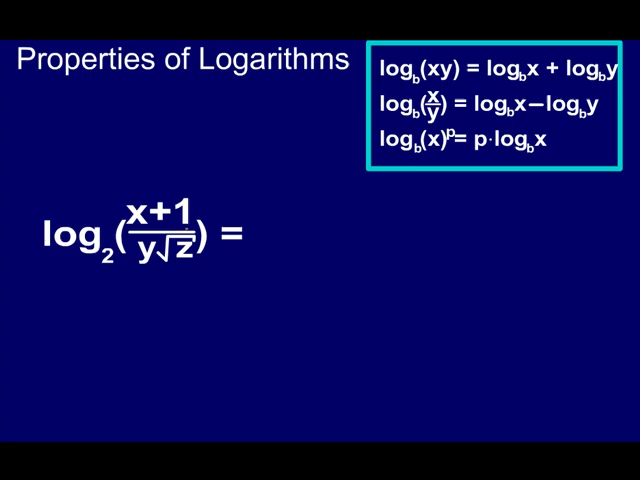 Properties of Logarithms
log_b(xy) = log_b x + log_b y
log_b(x/y) = log_b x – log_b y
log_b(x)^p = p·log_b x
log_2((x+1)/(y√z)) =